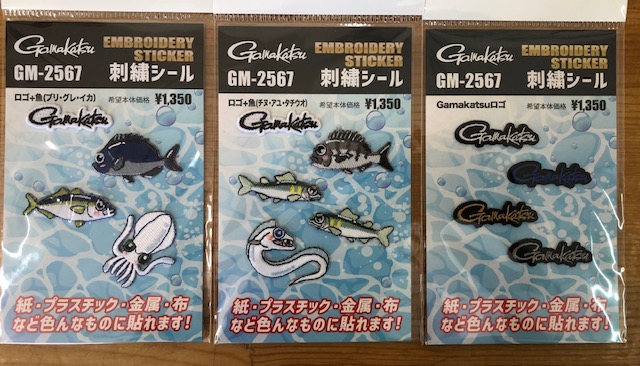 Gamakatsu
EMBROIDERY
STICKER
GM-2567
刺繍シール
ロゴ+魚(ブリ・グレ・イカ)
希望本体価格 ¥1,350
Gamakatsu
紙・プラスチック・金属・布
など色んなものに貼れます!
Gamakatsu
EMBROIDERY
STICKER
GM-2567
刺繍シール
ロゴ+魚(チヌ・アユ・タチウオ)
希望本体価格 ¥1,350
Gamakatsu
紙・プラスチック・金属・布
など色んなものに貼れます!
Gamakatsu
EMBROIDERY
STICKER
GM-2567
刺繍シール
Gamakatsuロゴ
希望本体価格 ¥1,350
Gamakatsu
Gamakatsu
Gamakatsu
Gamakatsu
紙・プラスチック・金属・布
など色んなものに貼れます!